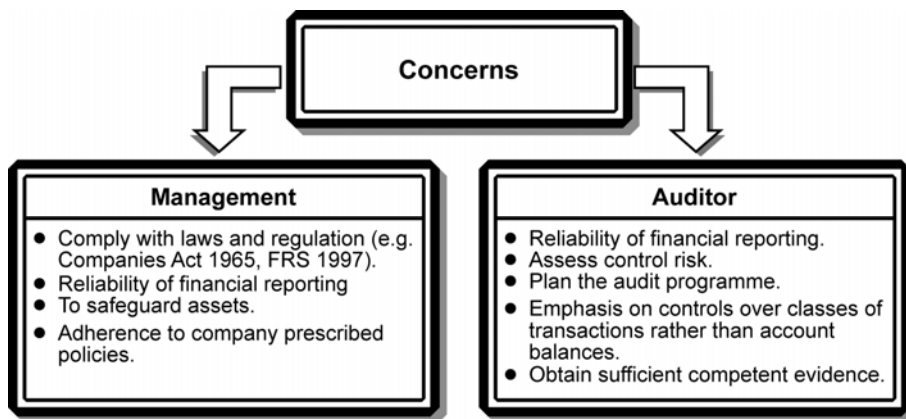 Concerns
Management
● Comply with laws and regulation (e.g.
Companies Act 1965, FRS 1997).
● Reliability of financial reporting
● To safeguard assets.
● Adherence to company prescribed
policies.
Auditor
● Reliability of financial reporting.
● Assess control risk.
● Plan the audit programme.
● Emphasis on controls over classes of
transactions rather than account
balances.
● Obtain sufficient competent evidence.